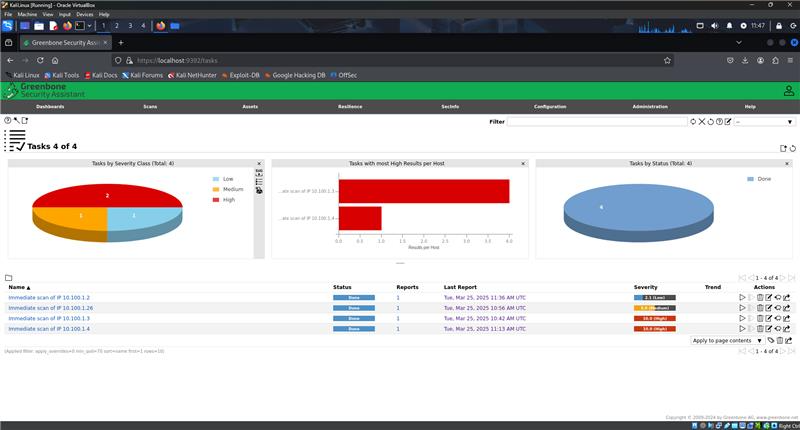 Kali.Linux [Running] - Oracle VirtualBox
File Machine View Input Devices Help
1 2 3 4 11:47
Greenbone Security Assist
https://localhost:9392/tasks
Kali Linux Kali Tools Kali Docs Kali Forums Kali NetHunter Exploit-DB Google Hacking DB OffSec
Greenbone
Security Assistant
Dashboards Scans Assets Resilience SecInfo Configuration Administration Help
Filter
--
Tasks 4 of 4
Tasks by Severity Class (Total: 4)
2
1
1
Low
Medium
High
Tasks with most High Results per Host
...ate scan of IP 10.100.1.3
...ate scan of IP 10.100.1.4
0.0 0.5 1.0 1.5 2.0 2.5 3.0 3.5 4.0
Results per Host
Tasks by Status (Total: 4)
4
Done
1 - 4 of 4
Name ▲ Status Reports Last Report Severity Trend Actions
Immediate scan of IP 10.100.1.2 Done 1 Tue, Mar 25, 2025 11:36 AM UTC 2.1 (Low)
Immediate scan of IP 10.100.1.26 Done 1 Tue, Mar 25, 2025 10:56 AM UTC (Medium)
Immediate scan of IP 10.100.1.3 Done 1 Tue, Mar 25, 2025 10:42 AM UTC 10.0 (High)
Immediate scan of IP 10.100.1.4 Done 1 Tue, Mar 25, 2025 11:13 AM UTC 10.0 (High)
Apply to page contents
(Applied filter: apply_overrides=0 min_qod=70 sort=name first=1 rows=10)
1 - 4 of 4
Copyright © 2009-2024 by Greenbone AG, www.greenbone.net
Right Ctrl